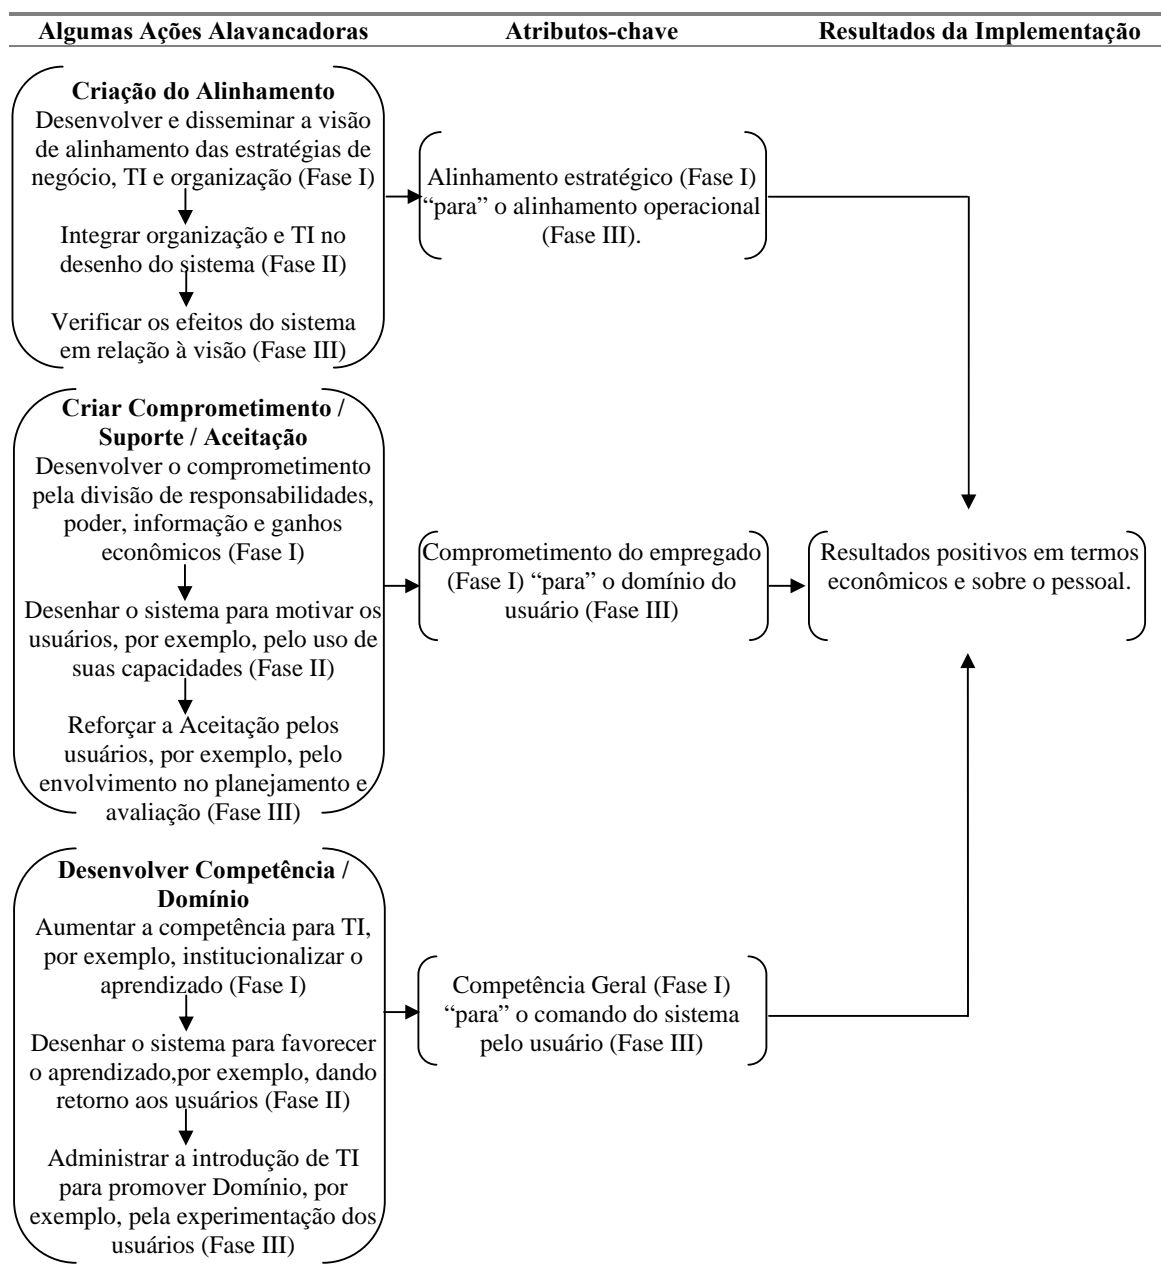 Algumas Ações Alavancadoras
Atributos-chave
Resultados da Implementação
Criação do Alinhamento
Desenvolver e disseminar a visão
de alinhamento das estratégias de
negócio, TI e organização (Fase I)
Integrar organização e TI no
desenho do sistema (Fase II)
Verificar os efeitos do sistema
em relação à visão (Fase III)
Alinhamento estratégico (Fase I)
“para” o alinhamento operacional
(Fase III).
Criar Comprometimento /
Suporte / Aceitação
Desenvolver o comprometimento
pela divisão de responsabilidades,
poder, informação e ganhos
econômicos (Fase I)
Desenhar o sistema para motivar os
usuários, por exemplo, pelo uso de
suas capacidades (Fase II)
Reforçar a Aceitação pelos
usuários, por exemplo, pelo
envolvimento no planejamento e
avaliação (Fase III)
Comprometimento do empregado
(Fase I) “para” o domínio do
usuário (Fase III)
Resultados positivos em termos
econômicos e sobre o pessoal.
Desenvolver Competência /
Domínio
Aumentar a competência para TI,
por exemplo, institucionalizar o
aprendizado (Fase I)
Desenhar o sistema para favorecer
o aprendizado,por exemplo, dando
retorno aos usuários (Fase II)
Administrar a introdução de TI
para promover Domínio, por
exemplo, pela experimentação dos
usuários (Fase III)
Competência Geral (Fase I)
“para” o comando do sistema
pelo usuário (Fase III)